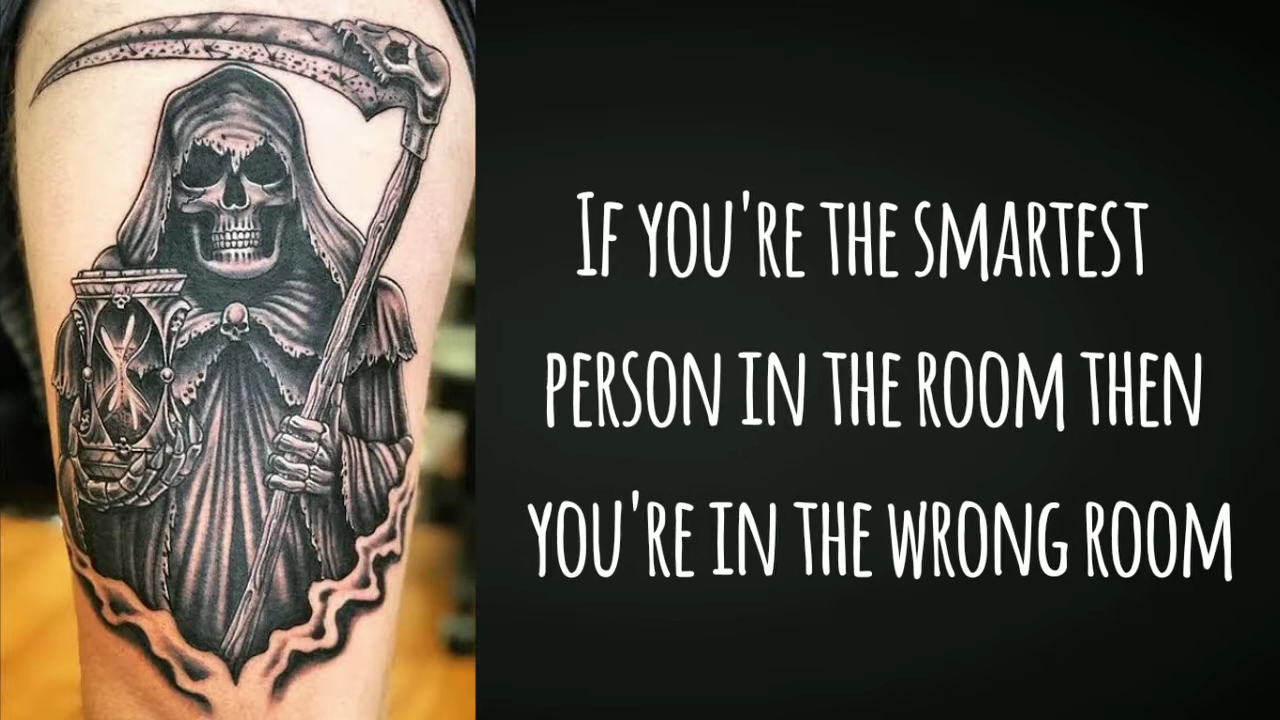 If you're the smartest
person in the room then
you're in the wrong room